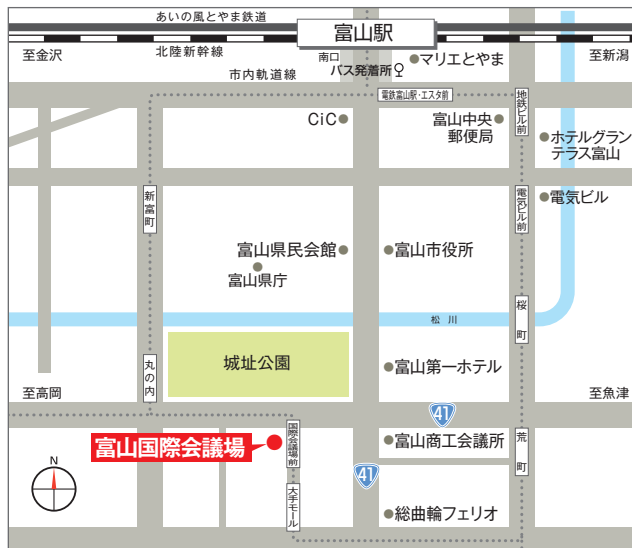 あいの風とやま鉄道
富山駅
至金沢
北陸新幹線
南口
バス発着所
マリエとやま
至新潟
市内軌道線
電鉄富山駅・エスタ前
地鉄ビル前
CiC
富山中央
郵便局
ホテルグラン
テラス富山
新富町
電気ビル前
電気ビル
富山県民会館
富山市役所
富山県庁
桜町
松川
丸の内
城址公園
富山第一ホテル
至高岡
至魚津
41
国際会議場前
富山国際会議場
富山商工会議所
荒町
N
41
大手モール
総曲輪フェリオ